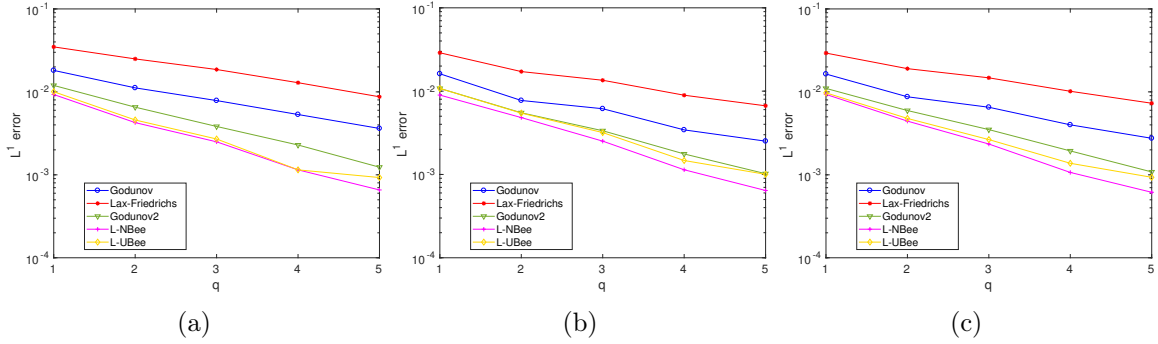 10^-1
10^-2
10^-3
10^-4
L^1 error
Godunov
Lax-Friedrichs
Godunov2
L-NBee
L-UBee
1 2 3 4 5
q
(a)
10^-1
10^-2
10^-3
10^-4
L^1 error
Godunov
Lax-Friedrichs
Godunov2
L-NBee
L-UBee
1 2 3 4 5
q
(b)
10^-1
10^-2
10^-3
10^-4
L^1 error
Godunov
Lax-Friedrichs
Godunov2
L-NBee
L-UBee
1 2 3 4 5
q
(c)